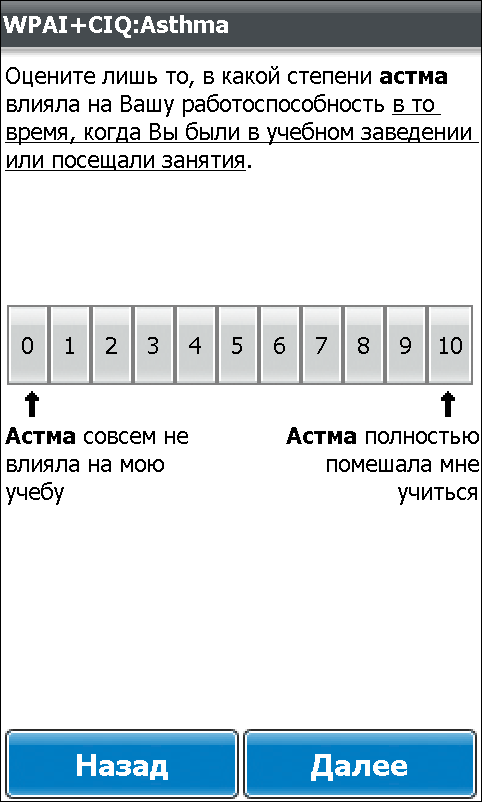 WPAI+CIQ:Asthma
Оцените лишь то, в какой степени астма
влияла на Вашу работоспособность в то
время, когда Вы были в учебном заведении
или посещали занятия.
0 1 2 3 4 5 6 7 8 9 10
Астма совсем не
влияла на мою
учебу
Астма полностью
помешала мне
учиться
Назад Далее